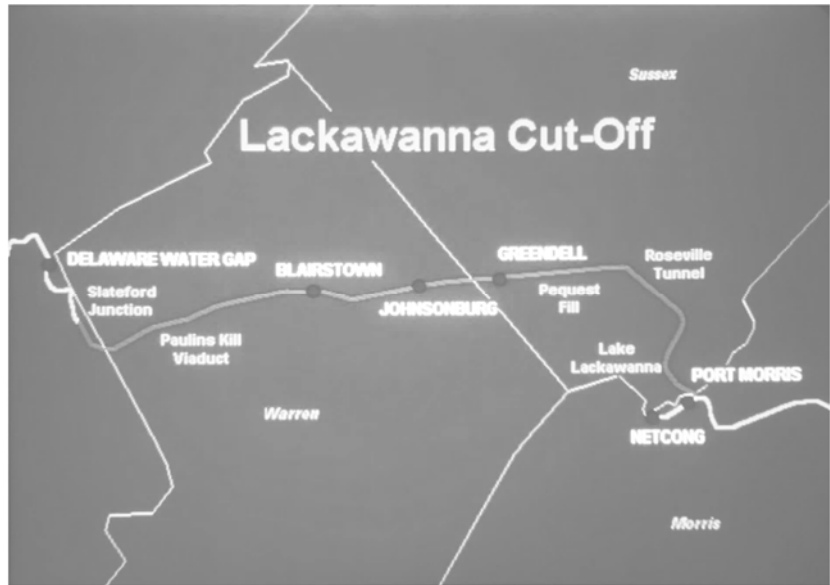 Sussex
Lackawanna Cut-Off
DELAWARE WATER GAP
BLAIRSTOWN
GREENDELL
Roseville
Tunnel
Slateford
Junction
JOHNSONBURG
Pequest
Fill
Paulins Kill
Viaduct
Lake
Lackawanna
PORT MORRIS
Warren
NETCONG
Morris